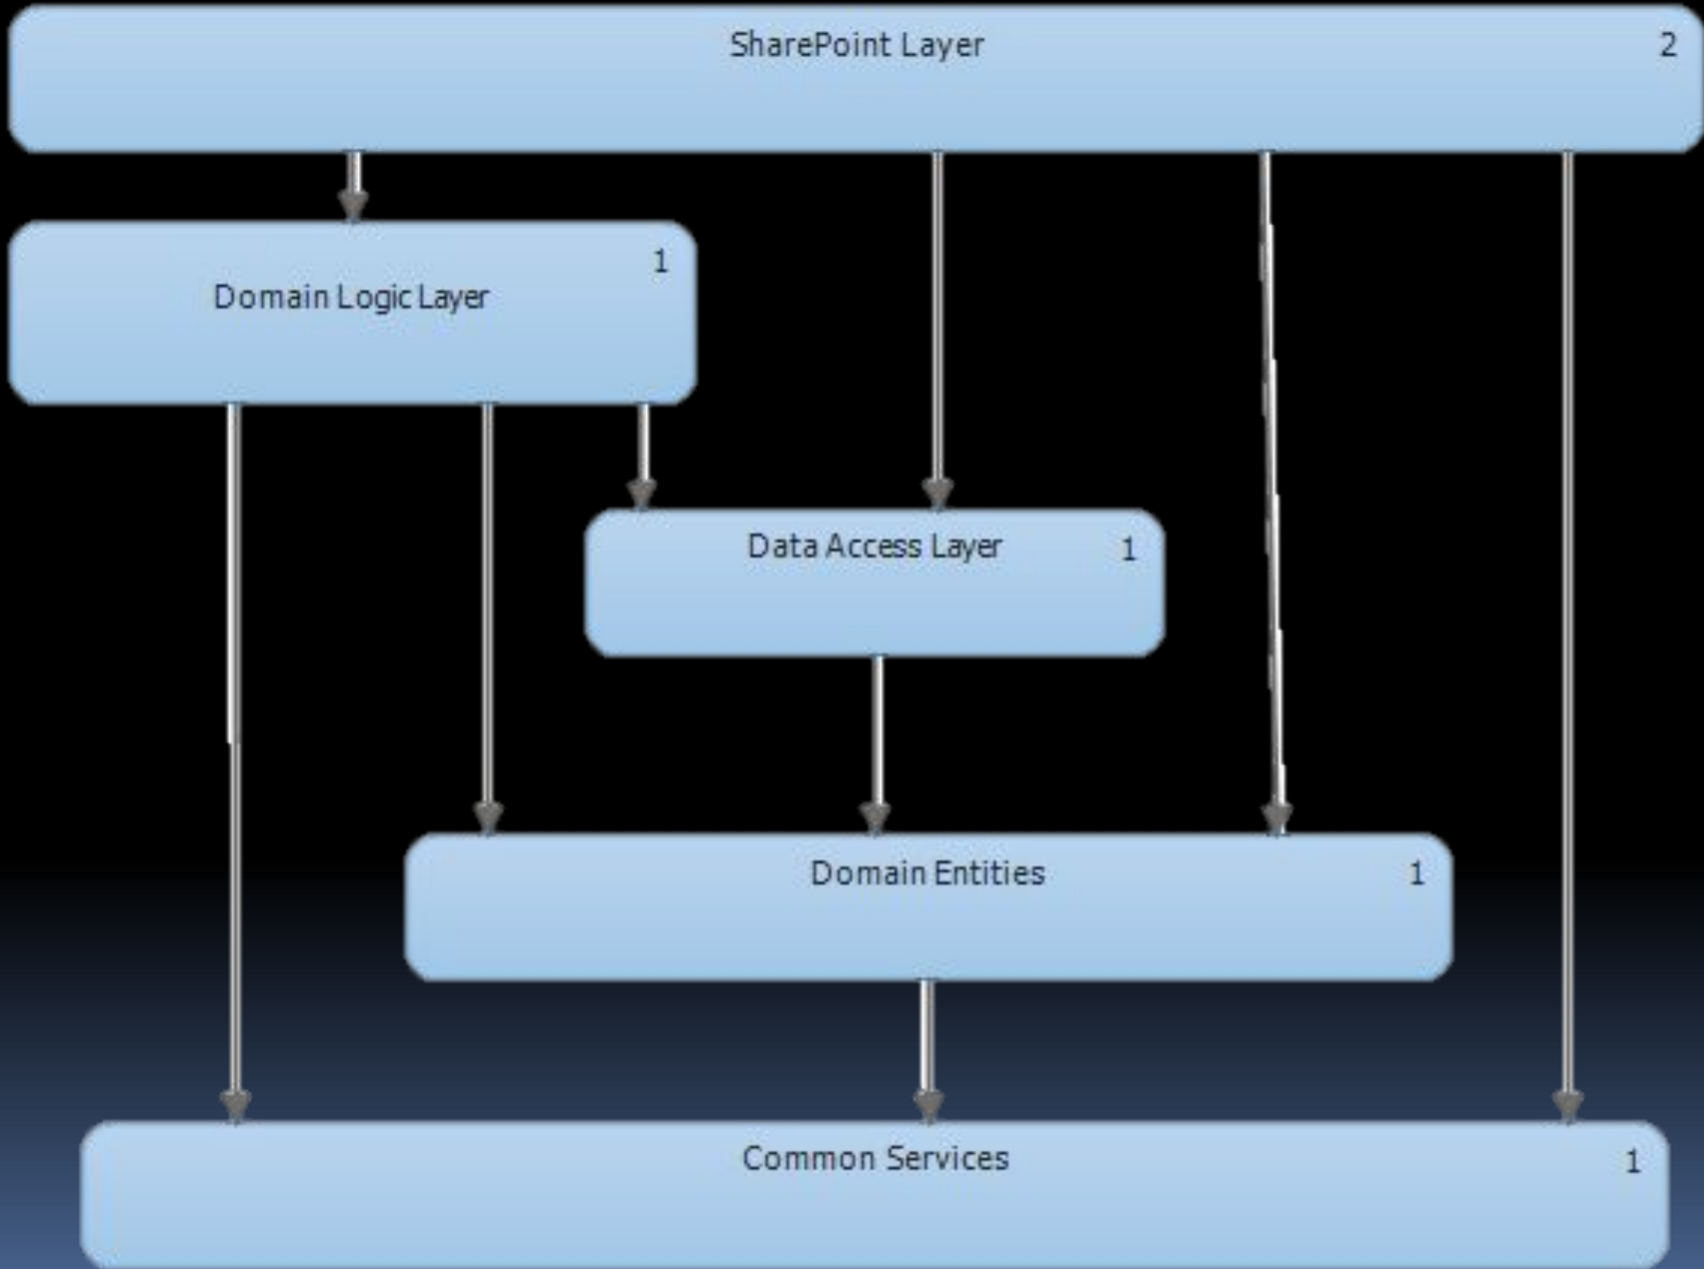 SharePoint Layer 2
1
Domain Logic Layer
Data Access Layer 1
Domain Entities 1
Common Services 1